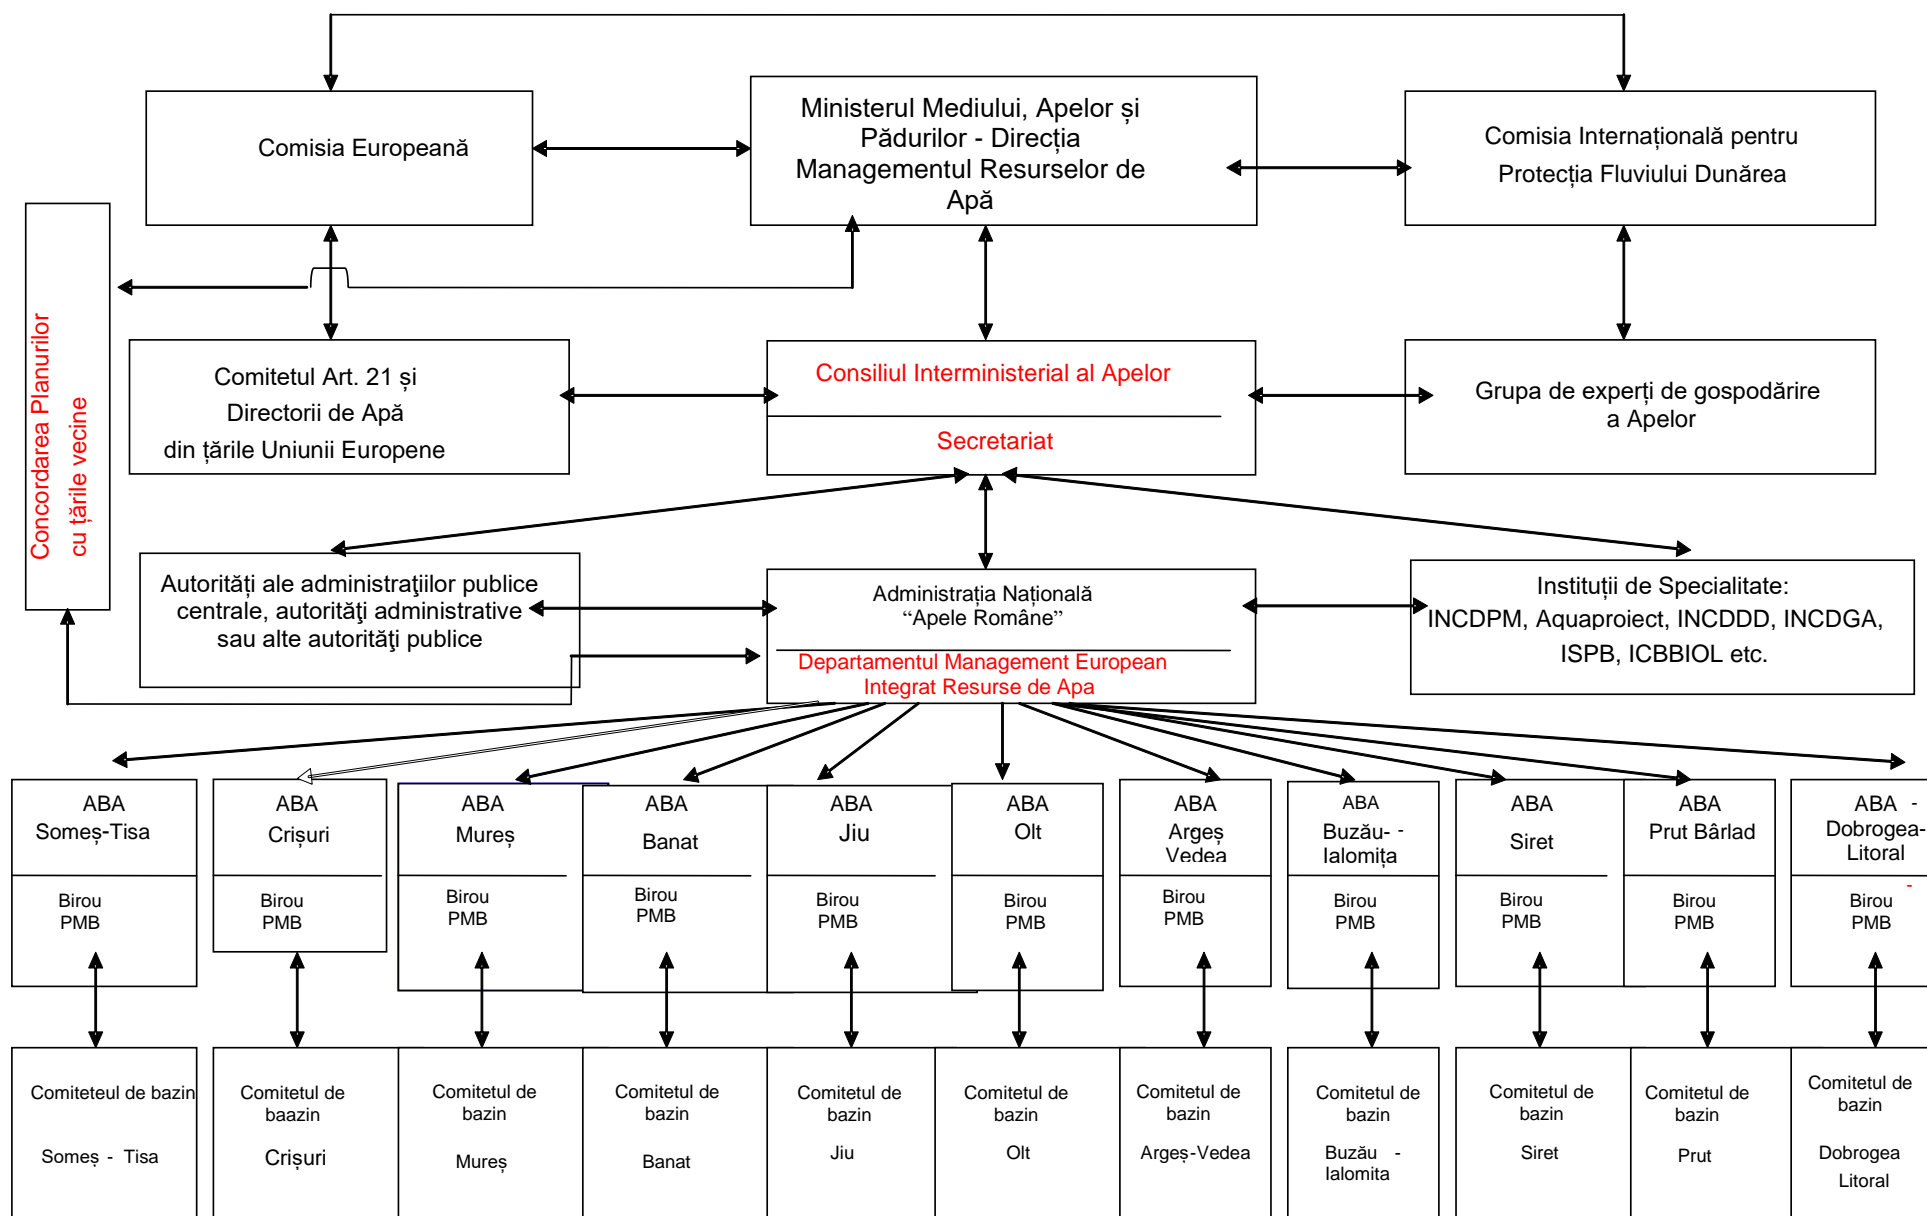 Comisia Europeană
Ministerul Mediului, Apelor și
Pădurilor - Direcția
Managementul Resurselor de
Apă
Comisia Internațională pentru
Protecția Fluviului Dunărea
Concordarea Planurilor
cu țările vecine
Comitetul Art. 21 și
Directorii de Apă
din țările Uniunii Europene
Consiliul Interministerial al Apelor
Secretariat
Grupa de experți de gospodărire
a Apelor
Autorități ale administraţiilor publice
centrale, autorităţi administrative
sau alte autorităţi publice
Administrația Națională
“Apele Române”
Departamentul Management European
Integrat Resurse de Apa
Instituții de Specialitate:
INCDPM, Aquaproiect, INCDDD, INCDGA,
ISPB, ICBBIOL etc.
ABA
Someș-Tisa
Birou
PMB
ABA
Crișuri
Birou
PMB
ABA
Mureș
Birou
PMB
ABA
Banat
Birou
PMB
ABA
Jiu
Birou
PMB
ABA
Olt
Birou
PMB
ABA
Argeș
Vedea
Birou
PMB
ABA
Buzău- -
Ialomița
Birou
PMB
ABA
Siret
Birou
PMB
ABA
Prut Bârlad
Birou
PMB
ABA -
Dobrogea-
Litoral
-
Birou
PMB
Comiteteul de bazin
Someș - Tisa
Comitetul de
baazin
Crișuri
Comitetul de
bazin
Mureș
Comitetul de
bazin
Banat
Comitetul de
bazin
Jiu
Comitetul de
bazin
Olt
Comitetul de
bazin
Argeș-Vedea
Comitetul de
bazin
Buzău -
Ialomita
Comitetul de
bazin
Siret
Comitetul de
bazin
Prut
Comitetul de
bazin
Dobrogea
Litoral